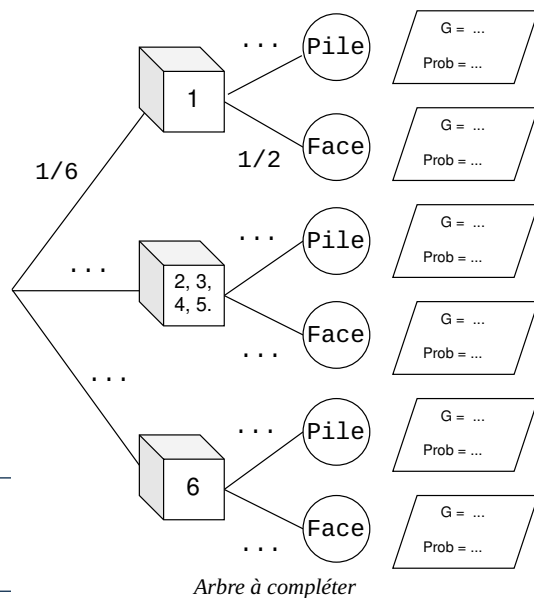 ... Pile G = ...
Prob = ...
1
1/6 1/2 Face G = ...
Prob = ...
... Pile G = ...
... 2, 3, Prob = ...
4, 5.
... Face G = ...
Prob = ...
...
... Pile G = ...
Prob = ...
6
... Face G = ...
Prob = ...
Arbre à compléter